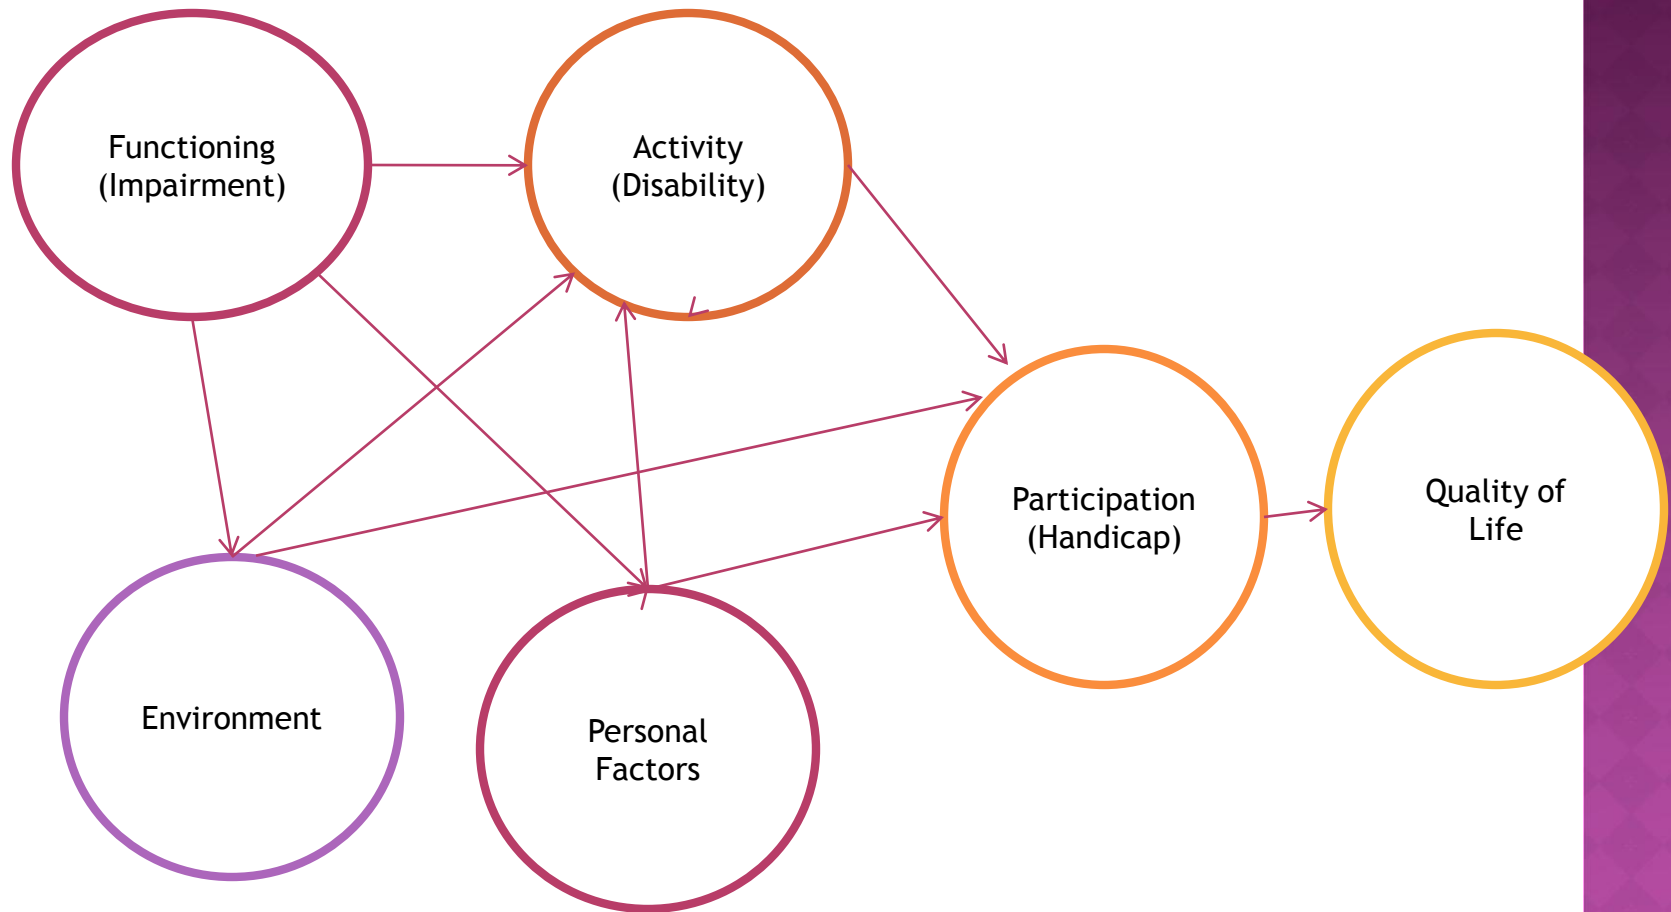 Functioning
(Impairment)
Activity
(Disability)
Participation
(Handicap)
Quality of
Life
Environment
Personal
Factors